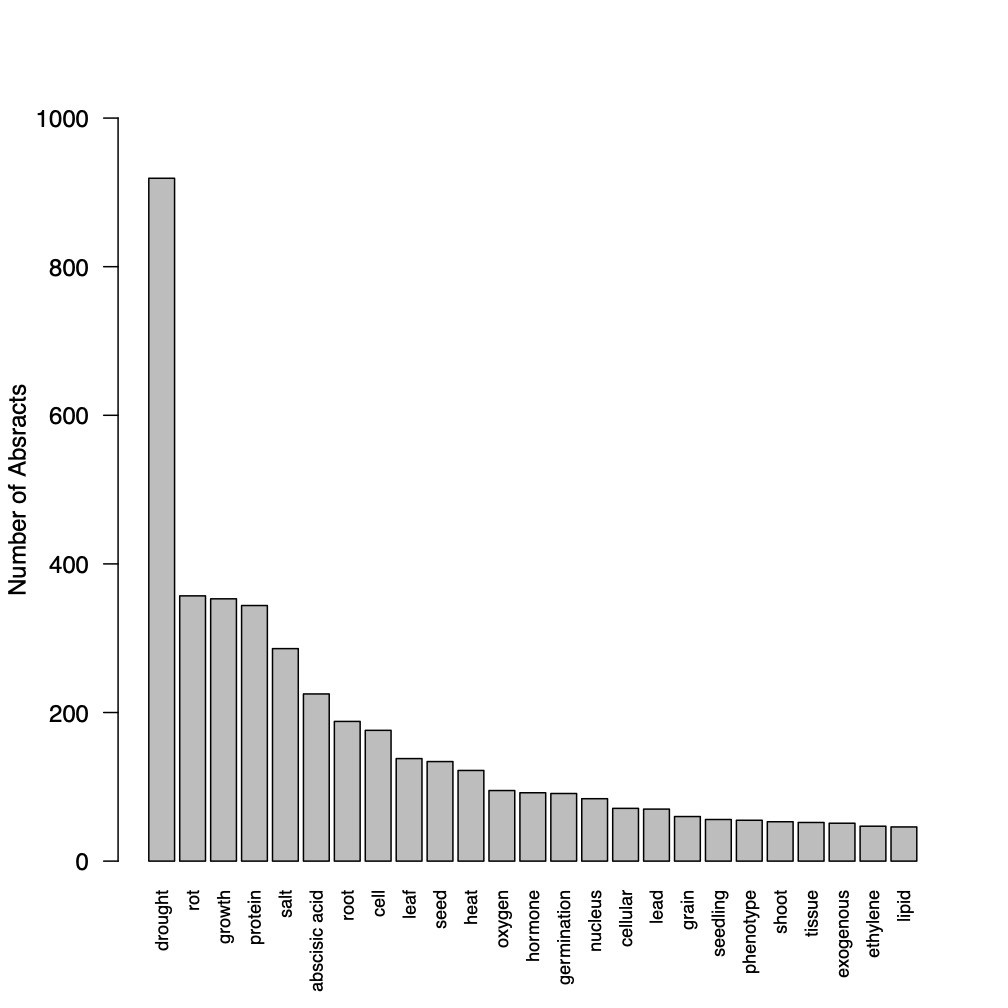 1000
800
600
400
200
0
Number of Absracts
drought
rot
growth
protein
salt
abscisic acid
root
cell
leaf
seed
heat
oxygen
hormone
germination
nucleus
cellular
lead
grain
seedling
phenotype
shoot
tissue
exogenous
ethylene
lipid